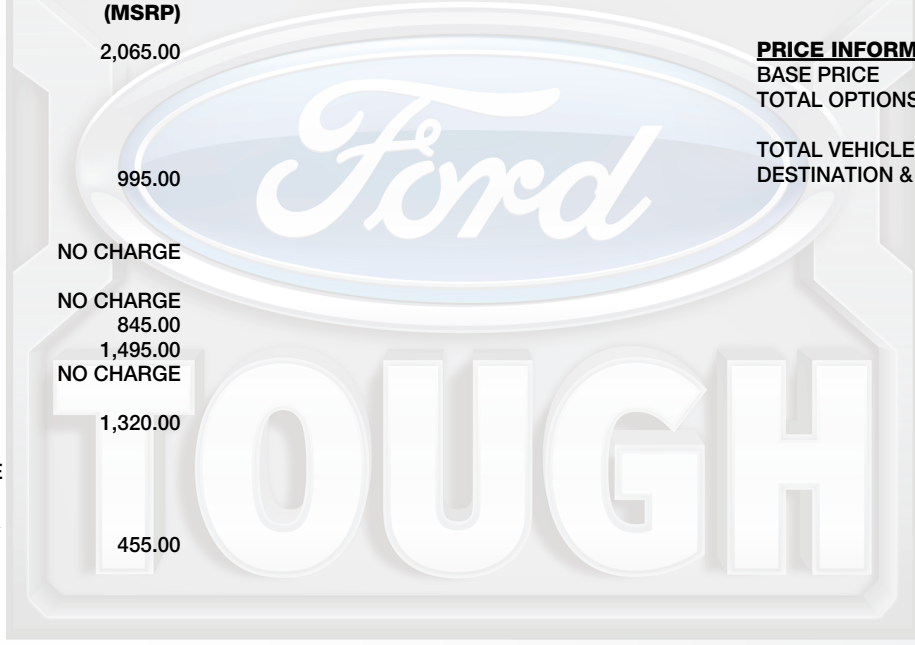 (MSRP)
2,065.00
995.00
NO CHARGE
NO CHARGE
845.00
1,495.00
NO CHARGE
1,320.00
455.00
PRICE INFORM
BASE PRICE
TOTAL OPTIONS
TOTAL VEHICLE
DESTINATION &
Ford
TOUGH